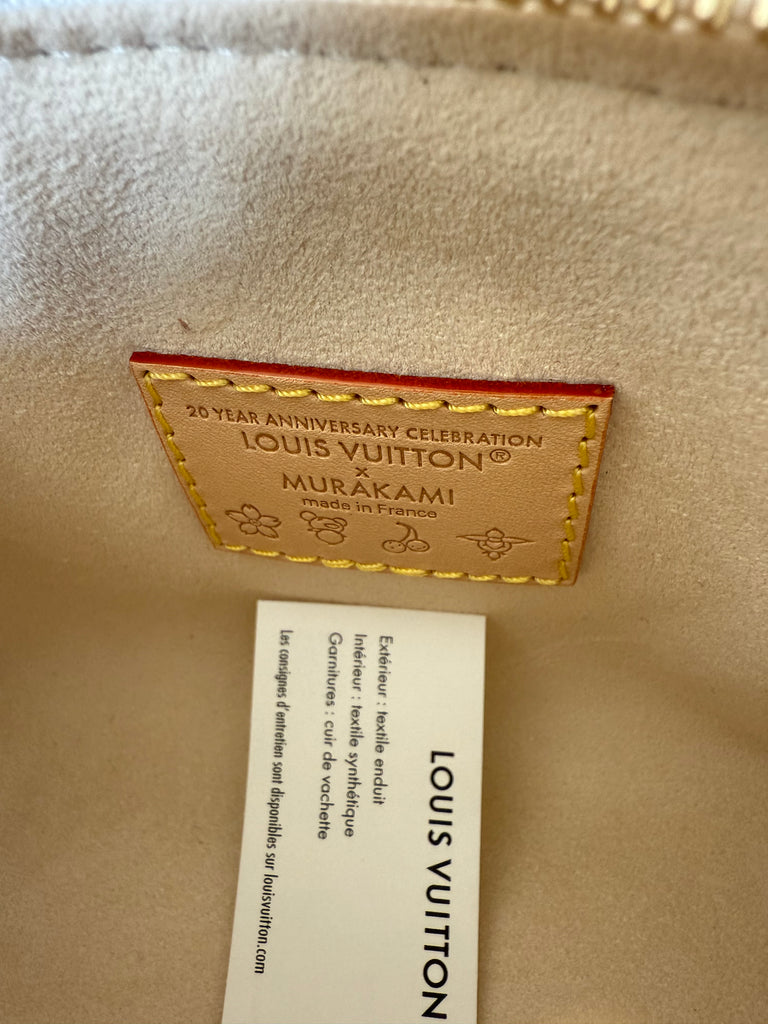 20 YEAR ANNIVERSARY CELEBRATION
LOUIS VUITTON®
x
MURAKAMI
made in France
LOUIS VUITTON
Extérieur : textile enduit
Intérieur : textile synthétique
Garnitures : cuir de vachette
Les consignes d'entretien sont disponibles sur louisvuitton.com